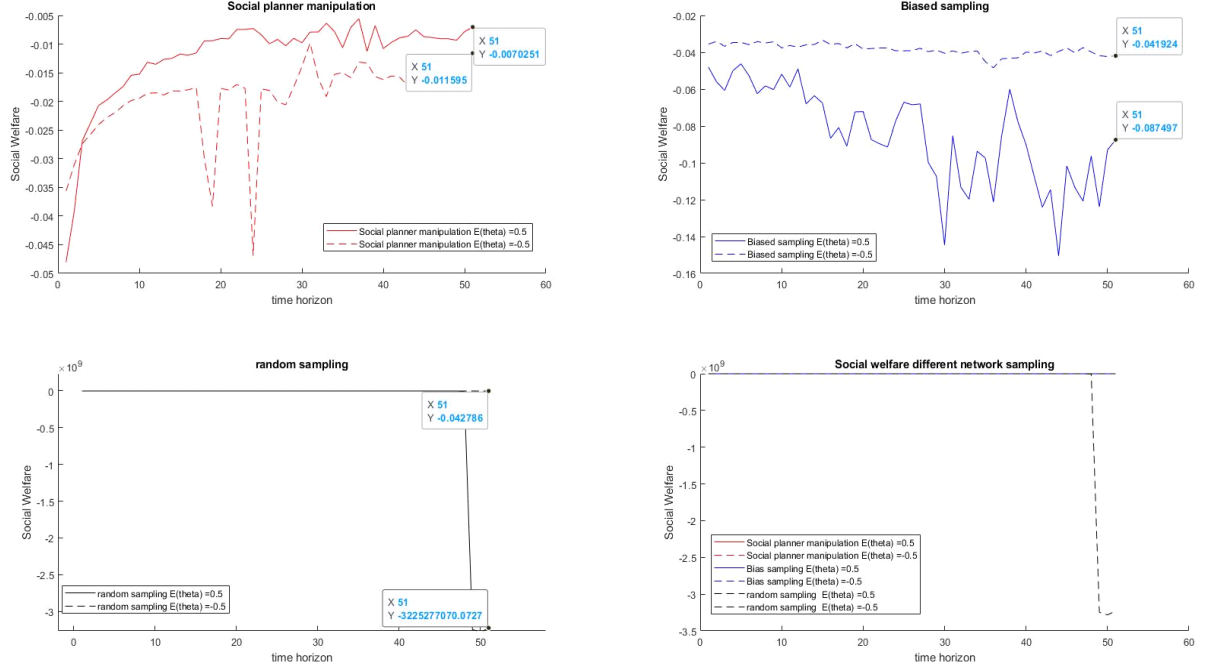 Social planner manipulation
Social Welfare
-0.005
-0.01
-0.015
-0.02
-0.025
-0.03
-0.035
-0.04
-0.045
-0.05
0
10
20
30
40
50
60
time horizon
X 51
Y -0.0070251
X 51
Y -0.011595
Social planner manipulation E(theta) =0.5
Social planner manipulation E(theta) =-0.5
Biased sampling
Social Welfare
-0.02
-0.04
-0.06
-0.08
-0.1
-0.12
-0.14
-0.16
0
10
20
30
40
50
60
time horizon
X 51
Y -0.041924
X 51
Y -0.087497
Biased sampling E(theta) =0.5
Biased sampling E(theta) =-0.5
random sampling
×10⁹
Social Welfare
0
-0.5
-1
-1.5
-2
-2.5
-3
0
10
20
30
40
50
time horizon
X 51
Y -0.042786
X 51
Y -3225277070.0727
random sampling E(theta) =0.5
random sampling E(theta) =-0.5
Social welfare different network sampling
×10⁹
Social Welfare
0
-0.5
-1
-1.5
-2
-2.5
-3
-3.5
0
10
20
30
40
50
60
time horizon
Social planner manipulation E(theta) =0.5
Social planner manipulation E(theta) =-0.5
Bias sampling E(theta) =0.5
Bias sampling E(theta) =-0.5
random sampling  E(theta) =0.5
random sampling  E(theta) =-0.5